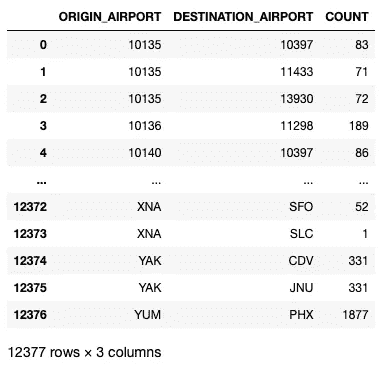 ORIGIN_AIRPORT DESTINATION_AIRPORT COUNT
0 10135 10397 83
1 10135 11433 71
2 10135 13930 72
3 10136 11298 189
4 10140 10397 86
... ... ... ...
12372 XNA SFO 52
12373 XNA SLC 1
12374 YAK CDV 331
12375 YAK JNU 331
12376 YUM PHX 1877
12377 rows × 3 columns